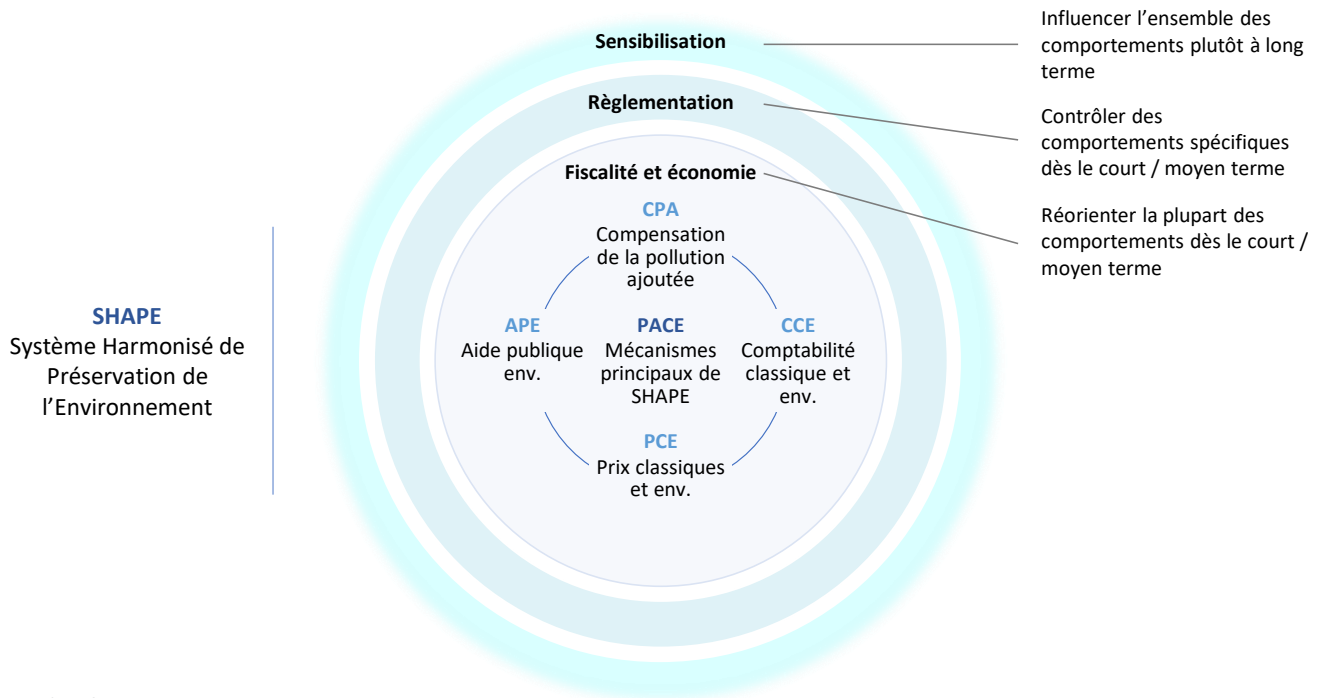 SHAPE
Système Harmonisé de
Préservation de
l’Environnement
Sensibilisation
Règlementation
Fiscalité et économie
CPA
Compensation
de la pollution
ajoutée
APE
Aide publique
env.
PACE
Mécanismes
principaux de
SHAPE
CCE
Comptabilité
classique et
env.
PCE
Prix classiques
et env.
Influencer l’ensemble des
comportements plutôt à long
terme
Contrôler des
comportements spécifiques
dès le court / moyen terme
Réorienter la plupart des
comportements dès le court /
moyen terme